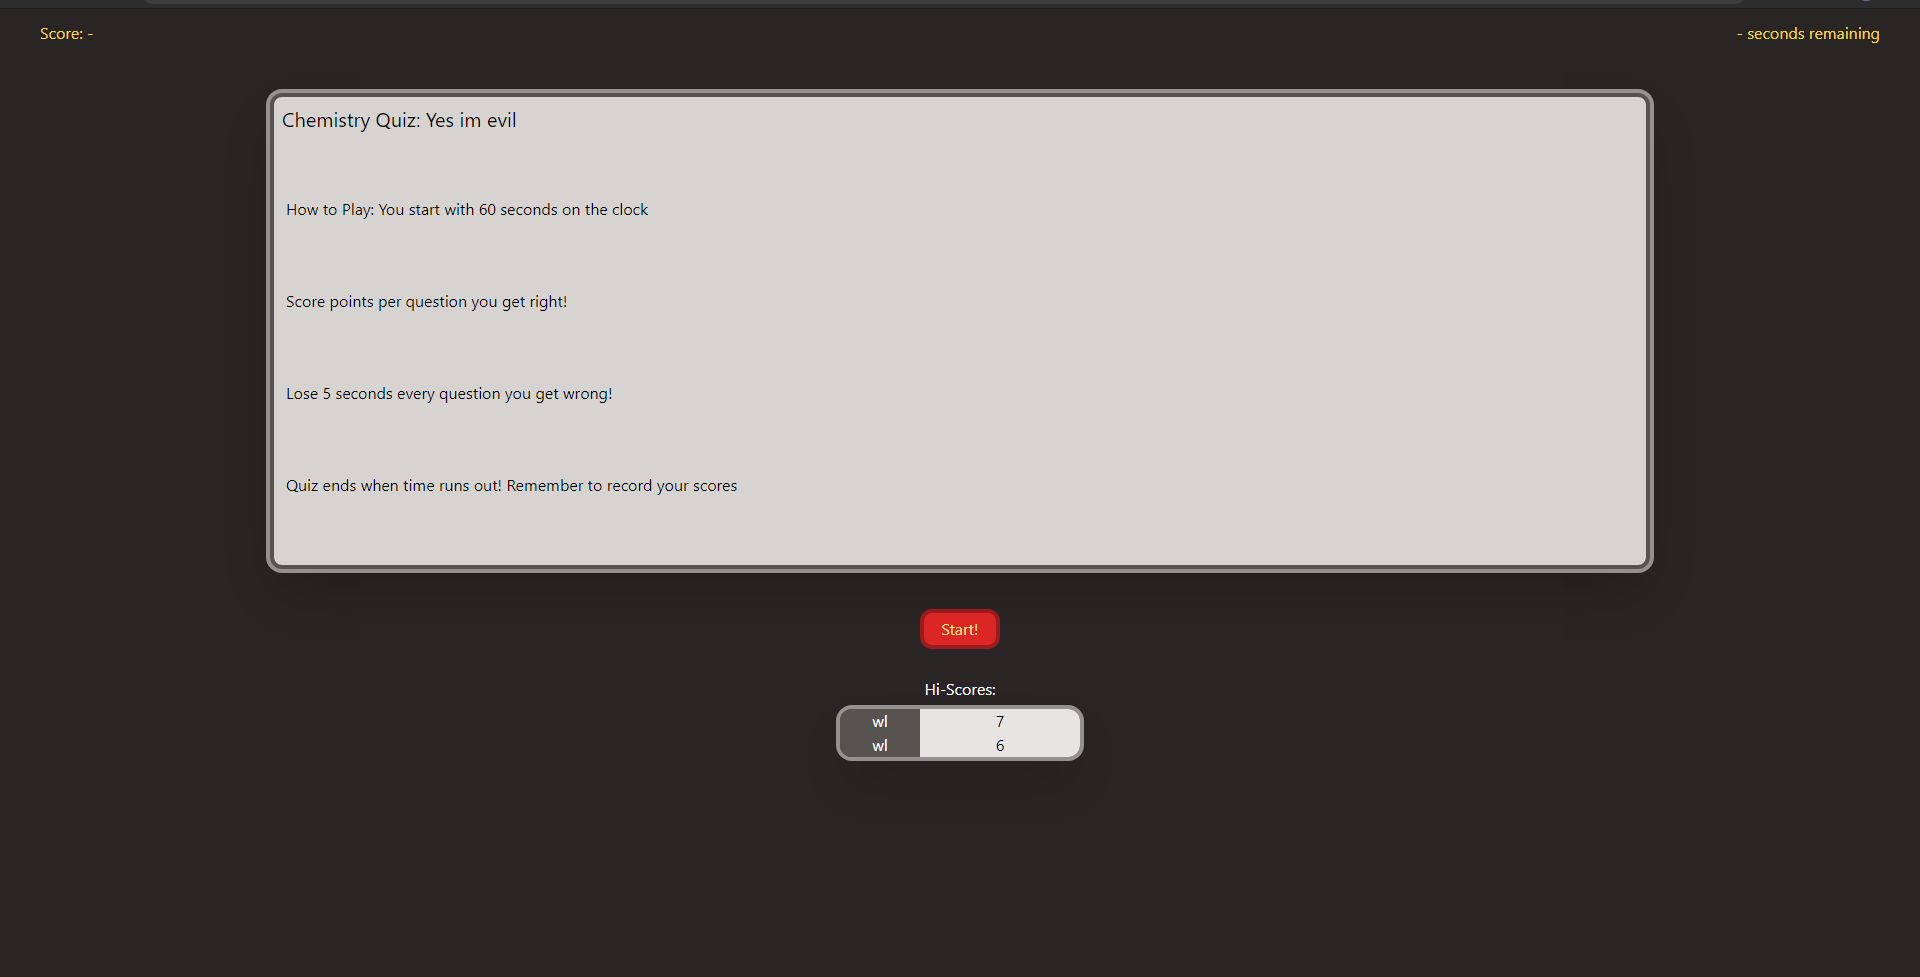 Score: -
- seconds remaining
Chemistry Quiz: Yes im evil
How to Play: You start with 60 seconds on the clock
Score points per question you get right!
Lose 5 seconds every question you get wrong!
Quiz ends when time runs out! Remember to record your scores
Start!
Hi-Scores:
wl 7
wl 6